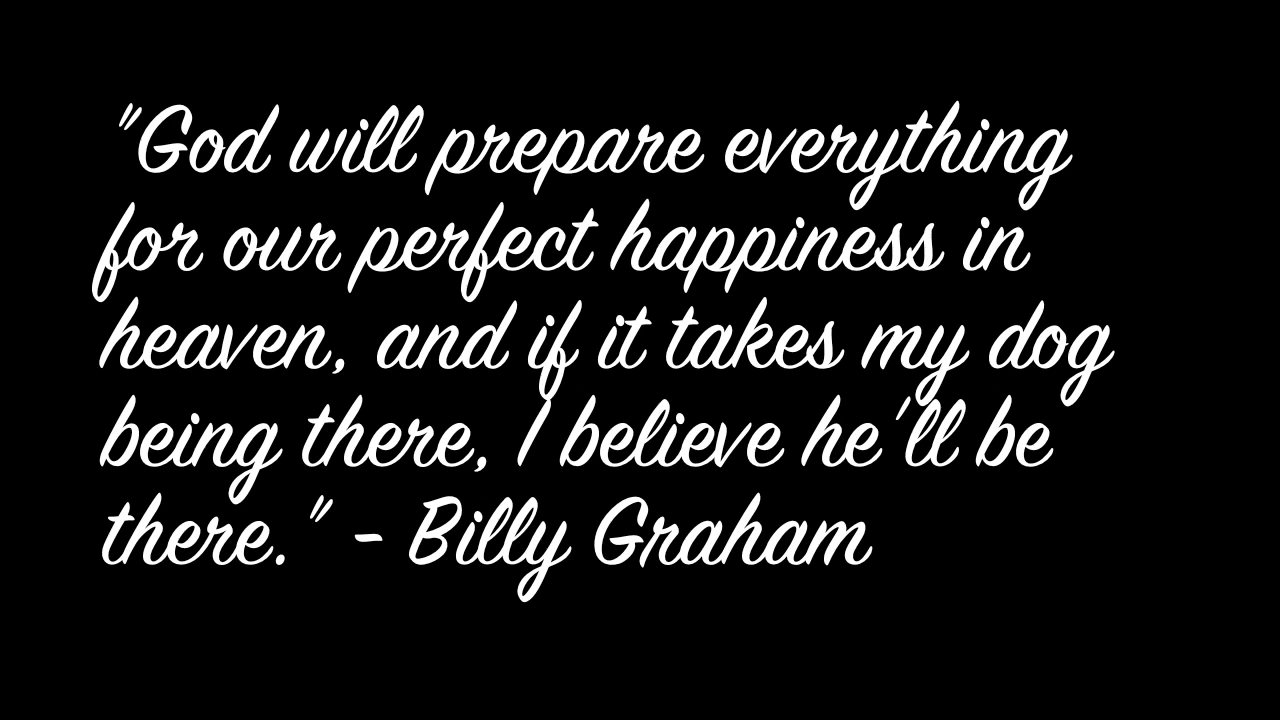 "God will prepare everything
for our perfect happiness in
heaven, and if it takes my dog
being there, I believe he'll be
there." - Billy Graham